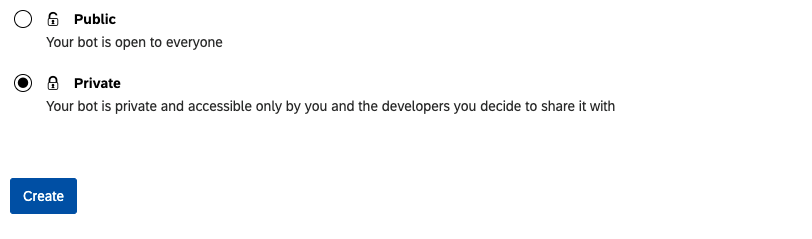 Public
Your bot is open to everyone
Private
Your bot is private and accessible only by you and the developers you decide to share it with
Create